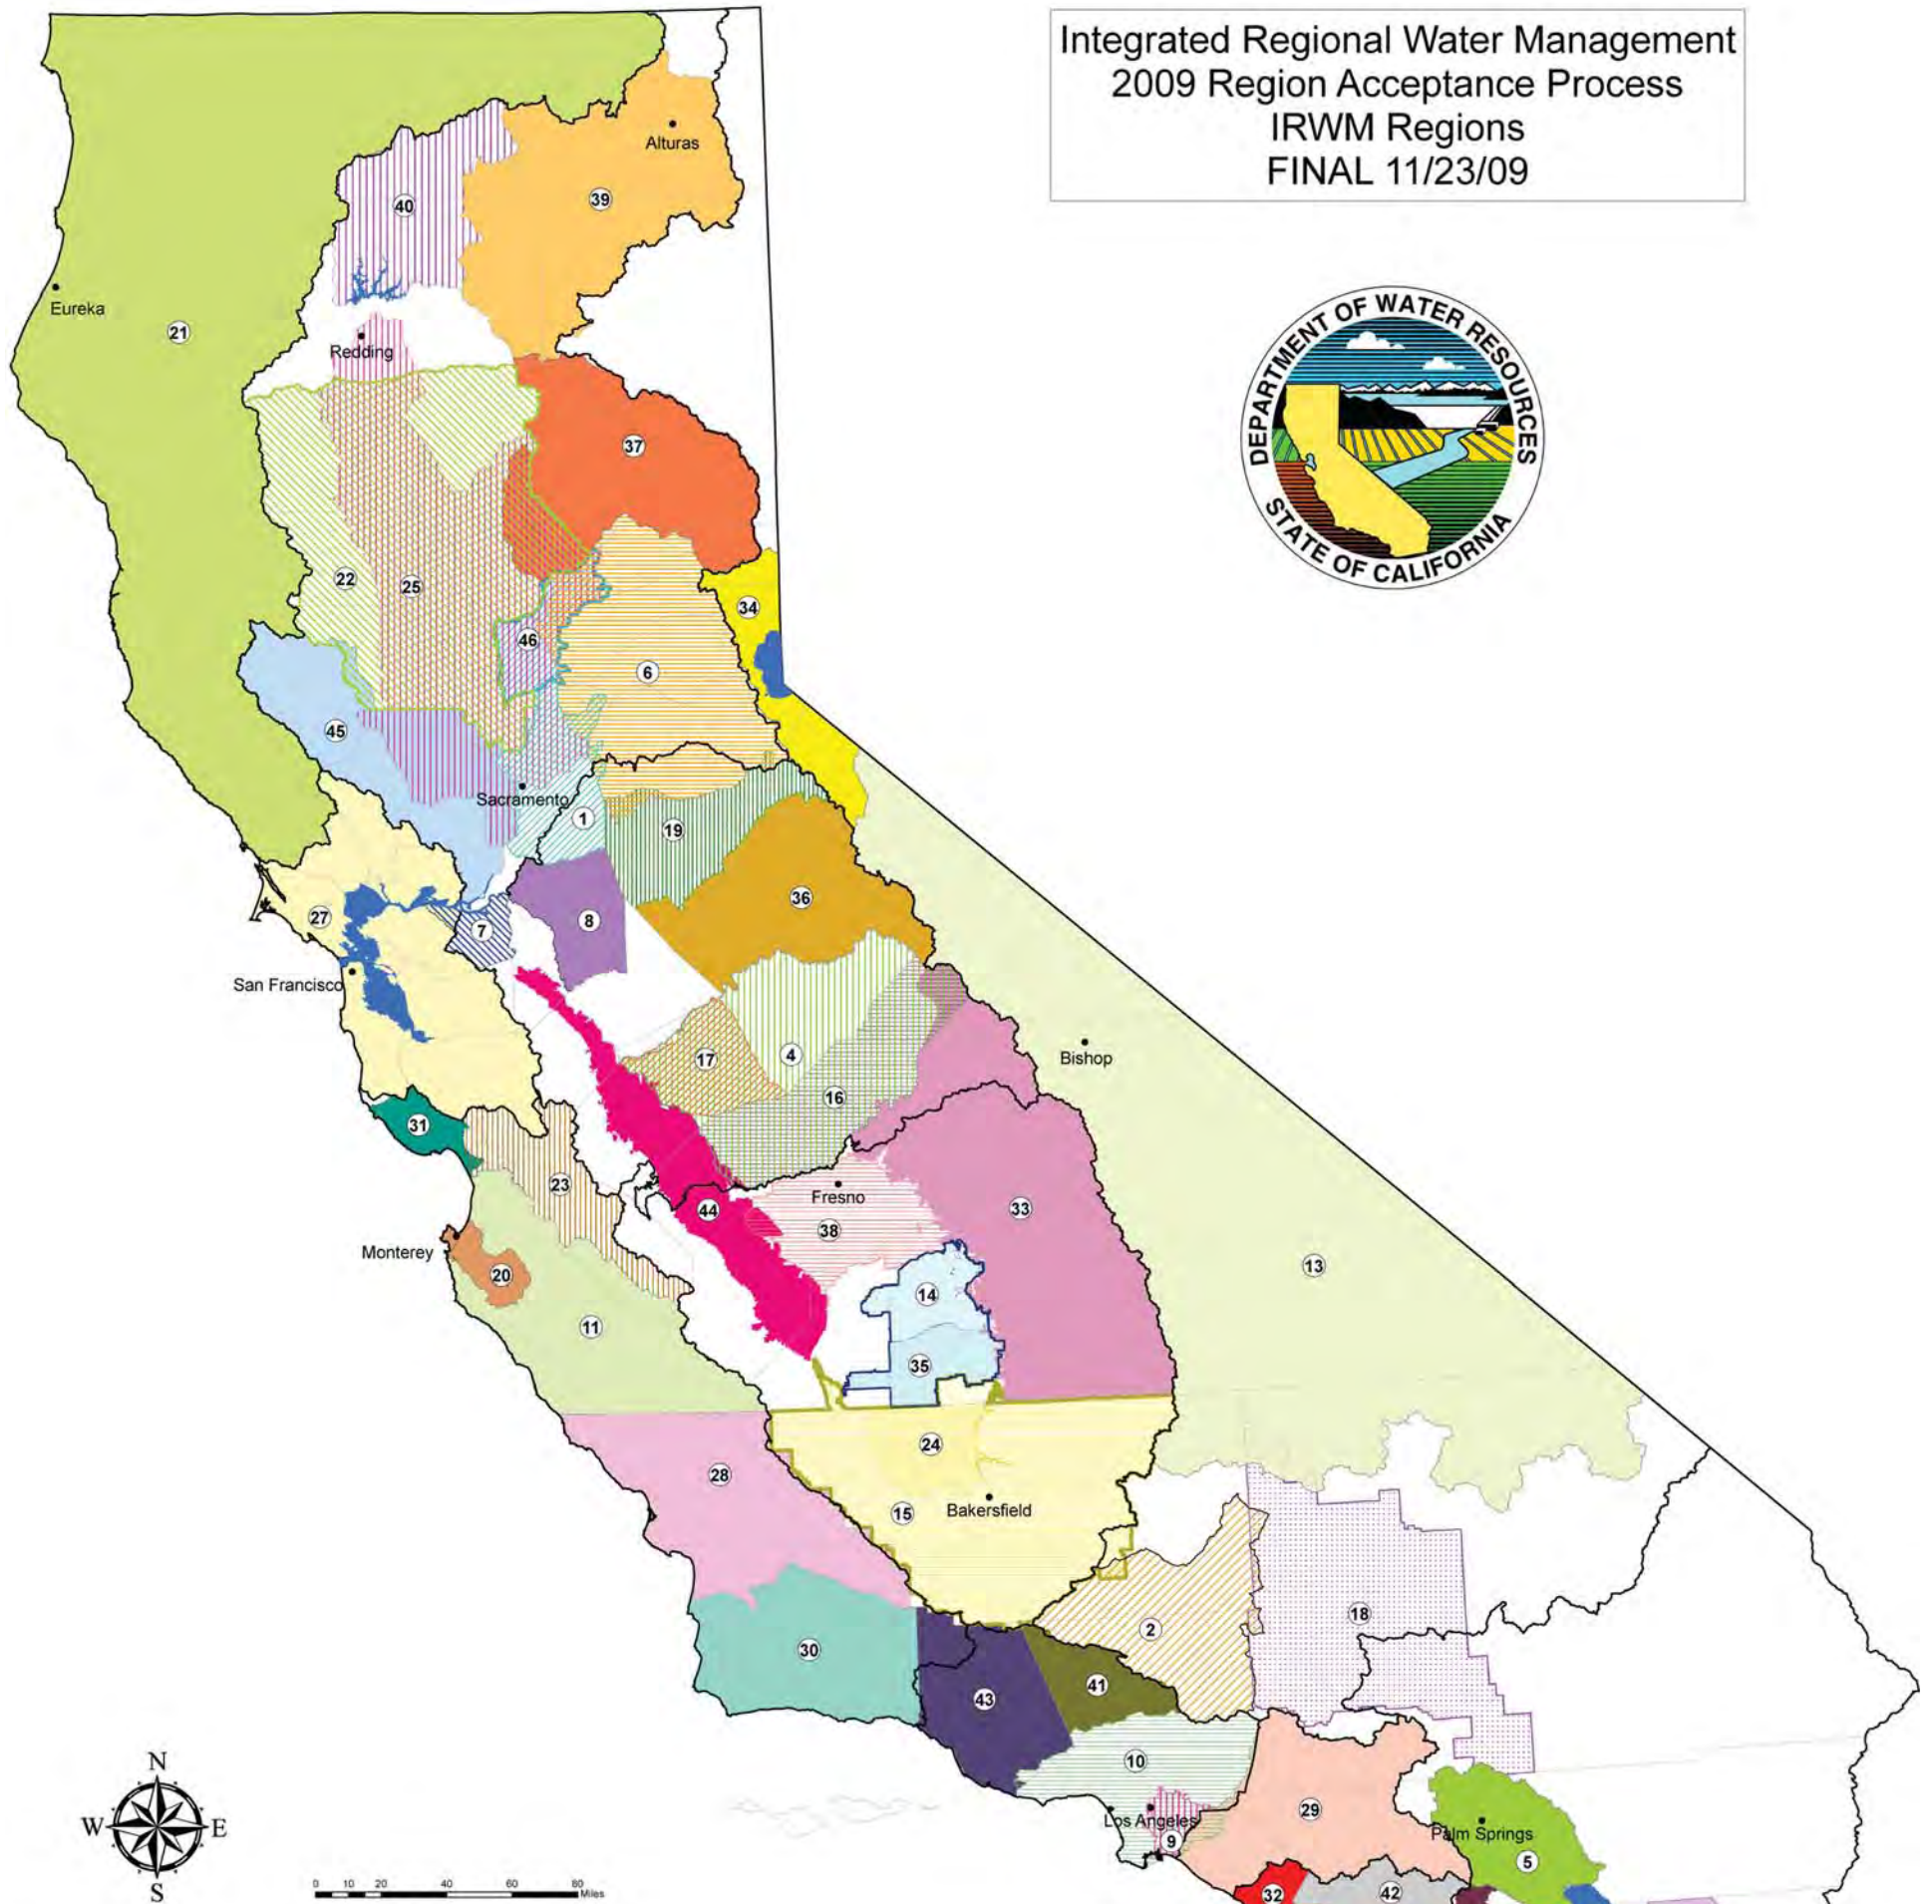 Integrated Regional Water Management
2009 Region Acceptance Process
IRWM Regions
FINAL 11/23/09
DEPARTMENT OF WATER RESOURCES
STATE OF CALIFORNIA
Alturas
40
39
Eureka
21
Redding
37
22
25
34
46
6
45
Sacramento
1
19
36
27
7
8
San Francisco
17
4
Bishop
16
31
23
Fresno
44
33
38
Monterey
20
13
14
11
35
24
28
15
Bakersfield
2
18
30
43
41
10
29
Los Angeles
Palm Springs
9
5
32
42
N
W
E
S
0 10 20 40 60 80
Miles